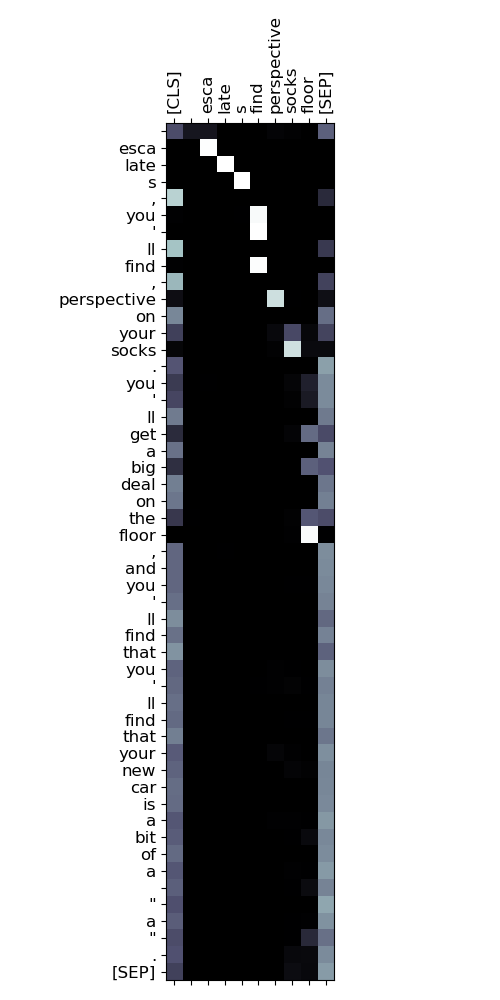 [CLS]
esca
late
s
find
perspective
socks
floor
[SEP]
esca
late
s
,
you
'
ll
find
,
perspective
on
your
socks
.
you
'
ll
get
a
big
deal
on
the
floor
,
and
you
'
ll
find
that
you
'
ll
find
that
your
new
car
is
a
bit
of
a
"
a
"
.
[SEP]